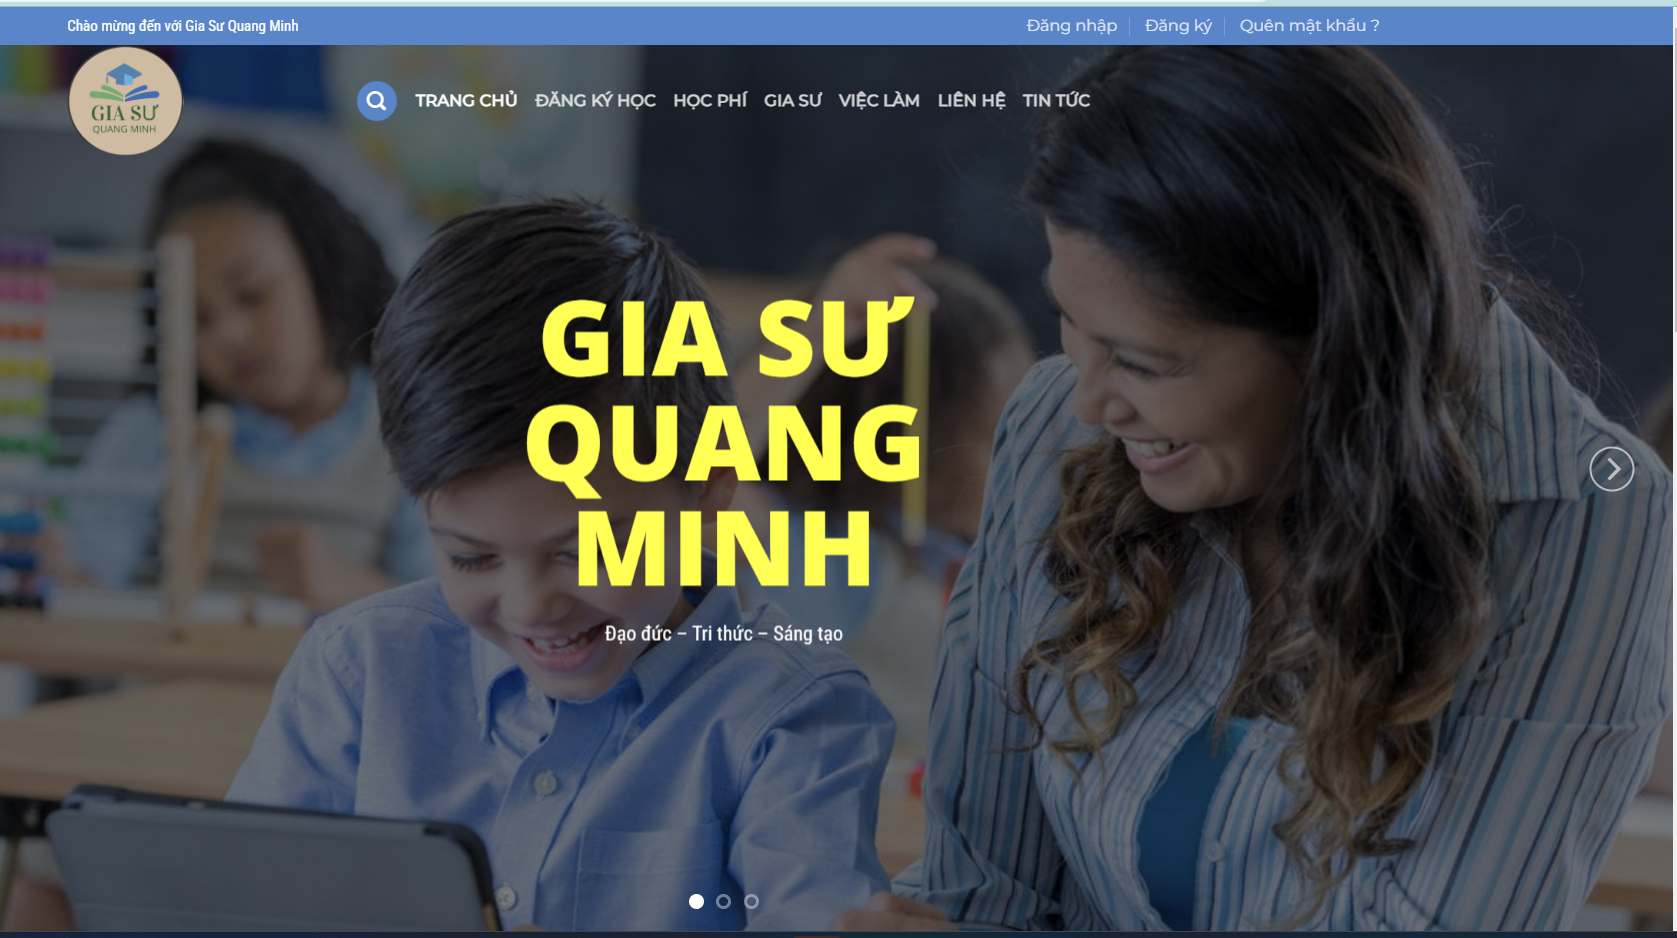 Chào mừng đến với Gia Sư Quang Minh
Đăng nhập Đăng ký Quên mật khẩu ?
GIA SƯ
QUANG MINH
TRANG CHỦ ĐĂNG KÝ HỌC HỌC PHÍ GIA SƯ VIỆC LÀM LIÊN HỆ TIN TỨC
GIA SƯ
QUANG
MINH
Đạo đức – Tri thức – Sáng tạo